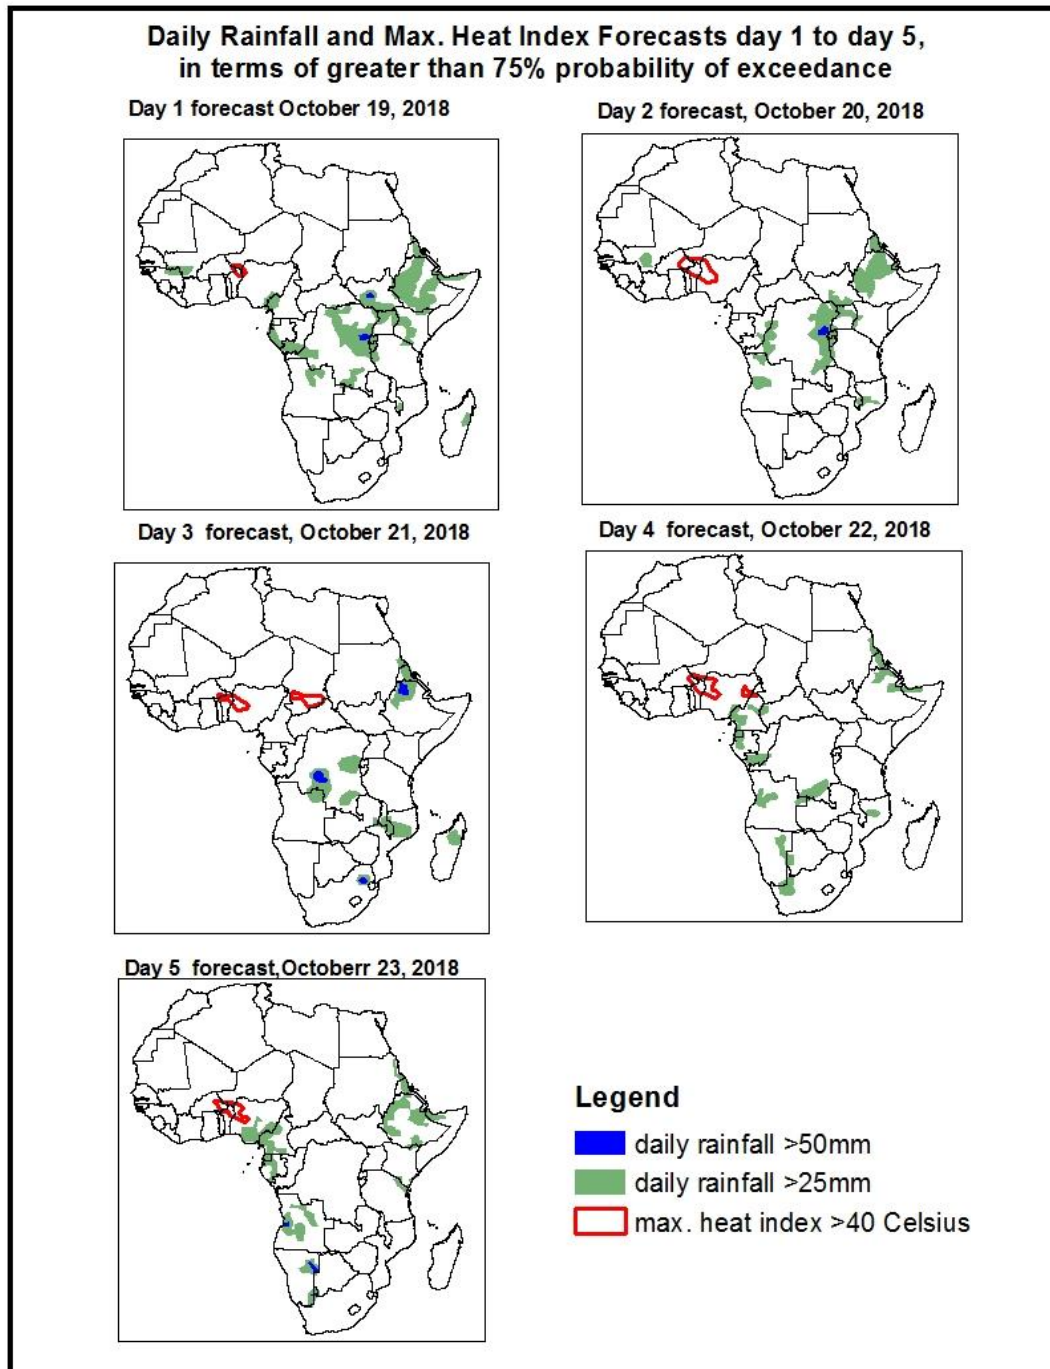 Daily Rainfall and Max. Heat Index Forecasts day 1 to day 5,
in terms of greater than 75% probability of exceedance
Day 1 forecast October 19, 2018
Day 2 forecast, October 20, 2018
Day 3 forecast, October 21, 2018
Day 4 forecast, October 22, 2018
Day 5 forecast,Octoberr 23, 2018
Legend
daily rainfall >50mm
daily rainfall >25mm
max. heat index >40 Celsius